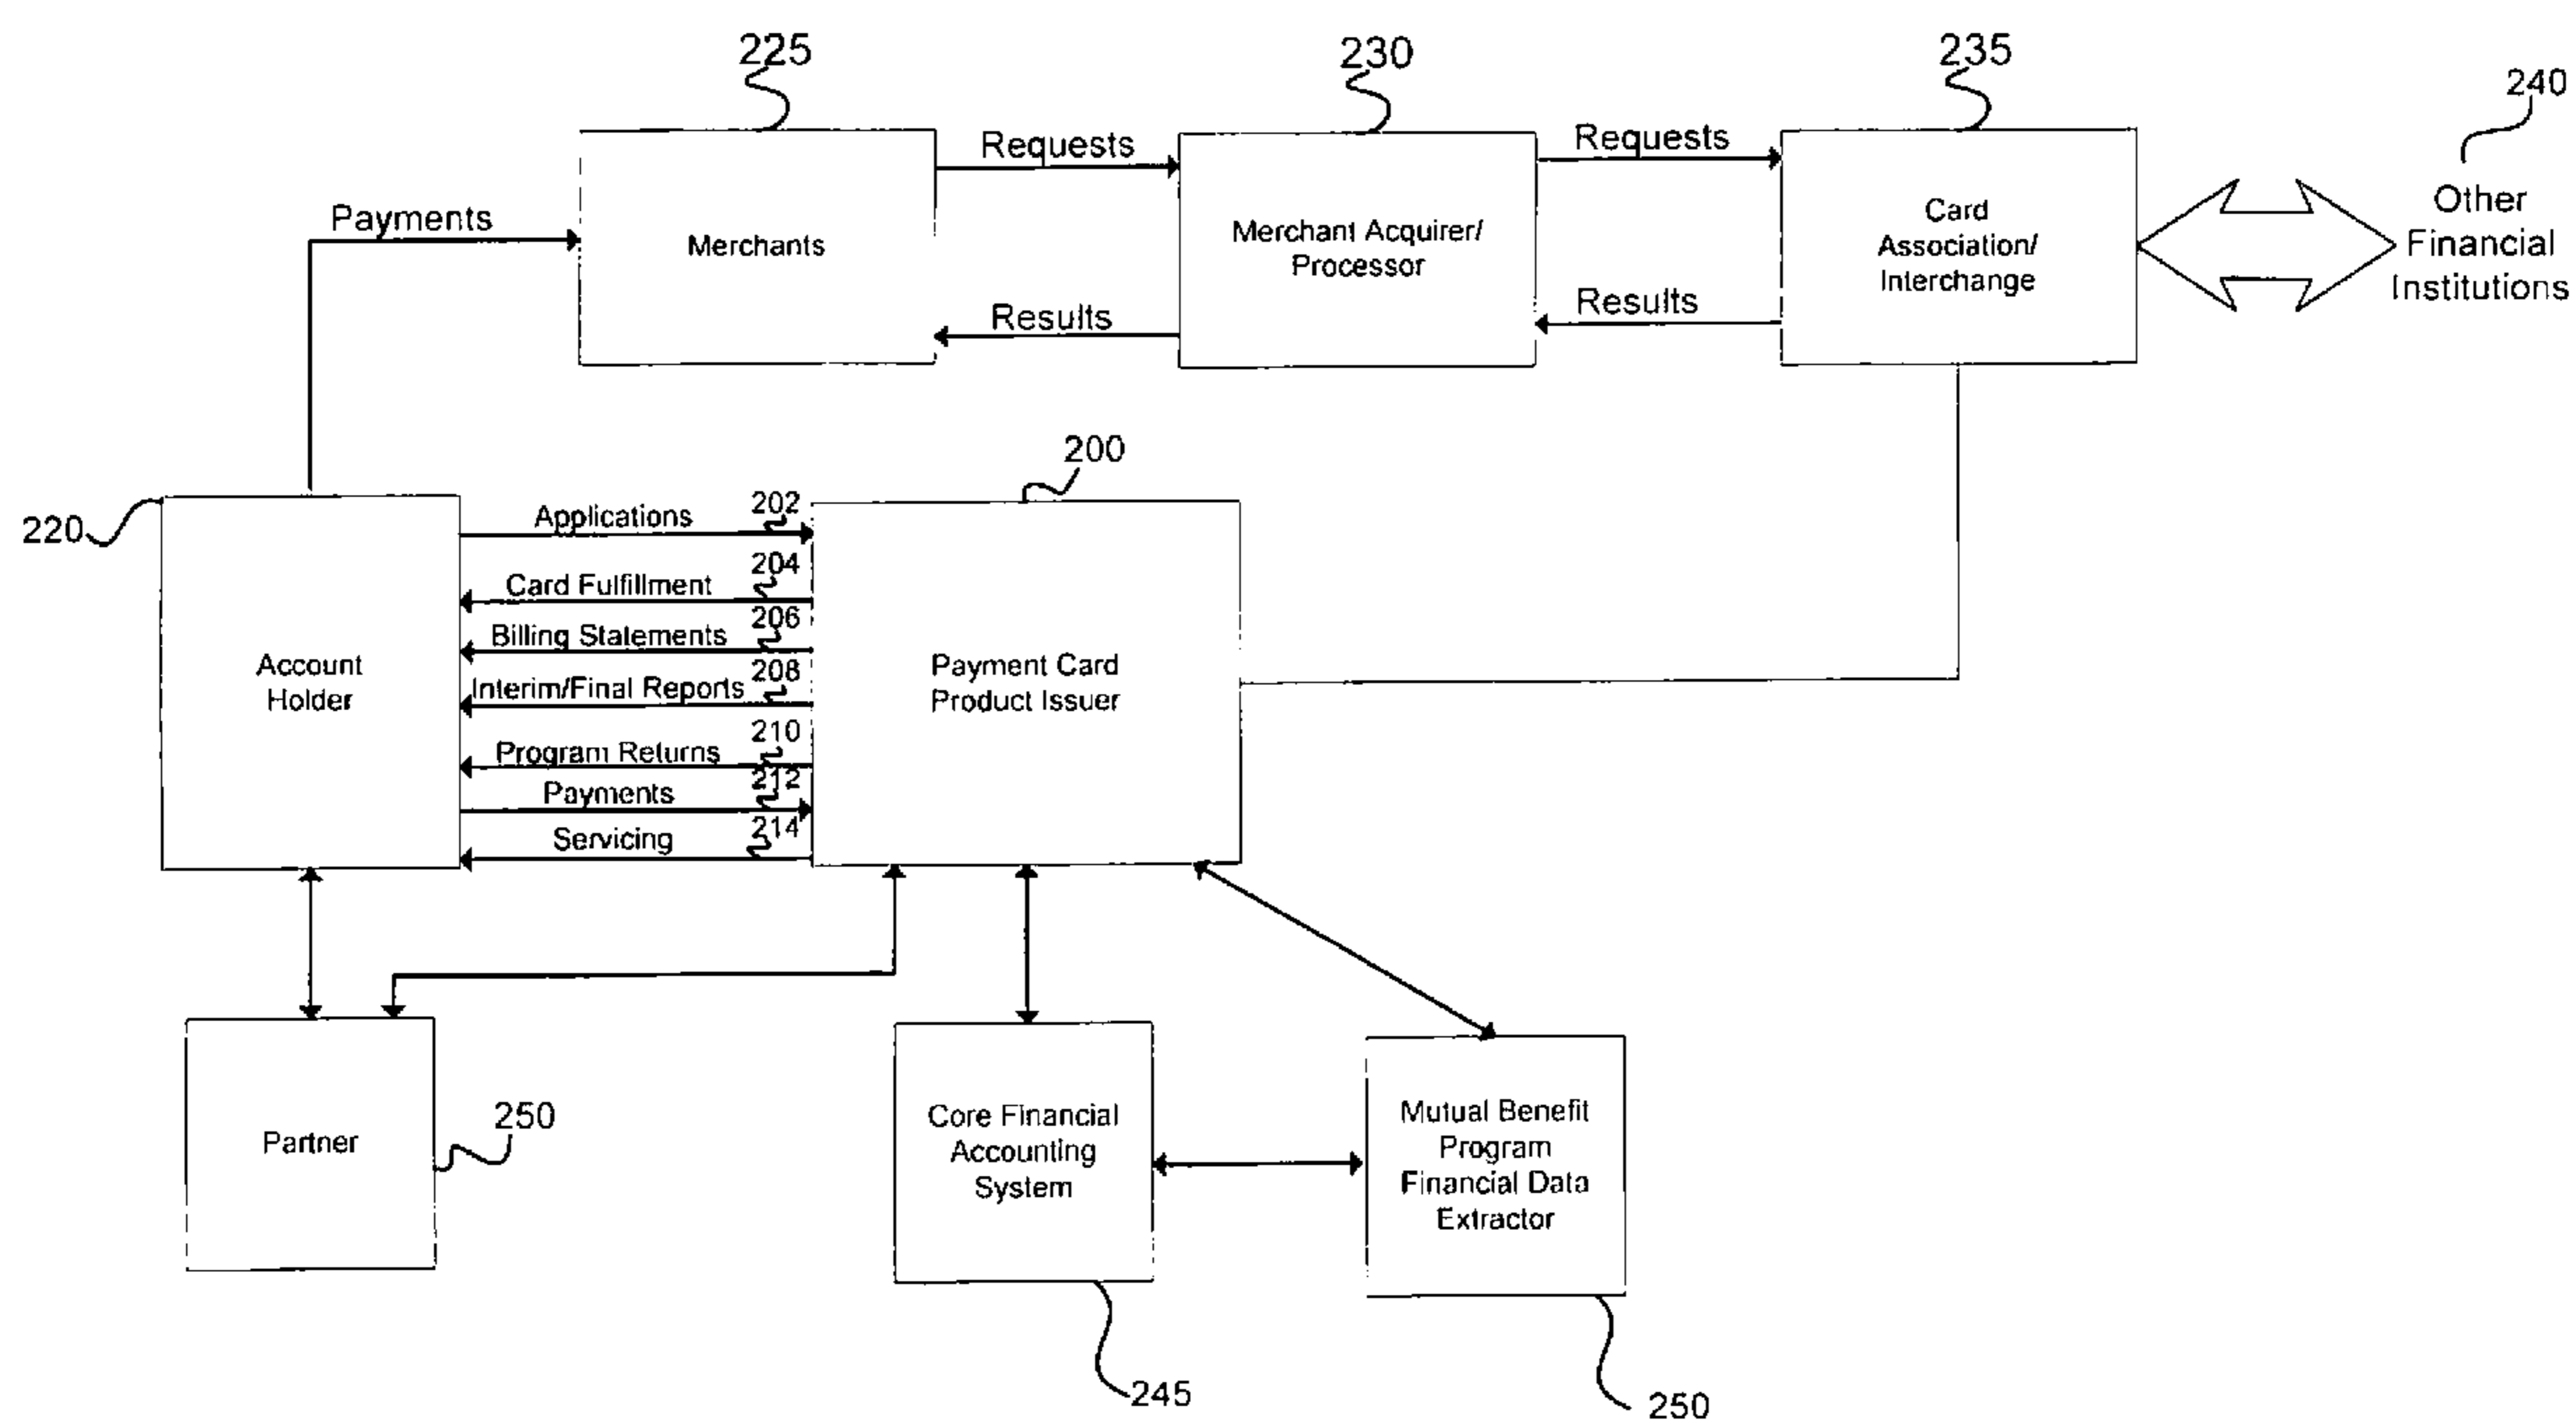 225
230
235
240
Requests
Requests
Payments
Merchants
Merchant Acquirer/
Processor
Card
Association/
Interchange
Other
Financial
Institutions
Results
Results
200
220
Applications
202
Card Fulfillment
204
Billing Statements
206
Interim/Final Reports
208
Program Returns
210
Payments
212
Servicing
214
Account
Holder
Payment Card
Product Issuer
Partner
250
Core Financial
Accounting
System
Mutual Benefit
Program
Financial Data
Extractor
245
250